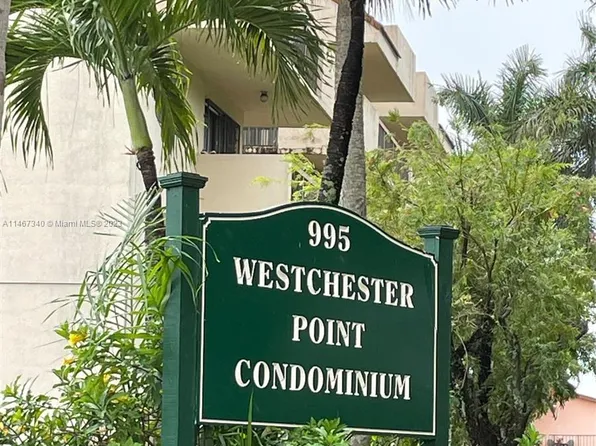 A11467340 © Miami MLS® 2023
995
WESTCHESTER
POINT
CONDOMINIUM